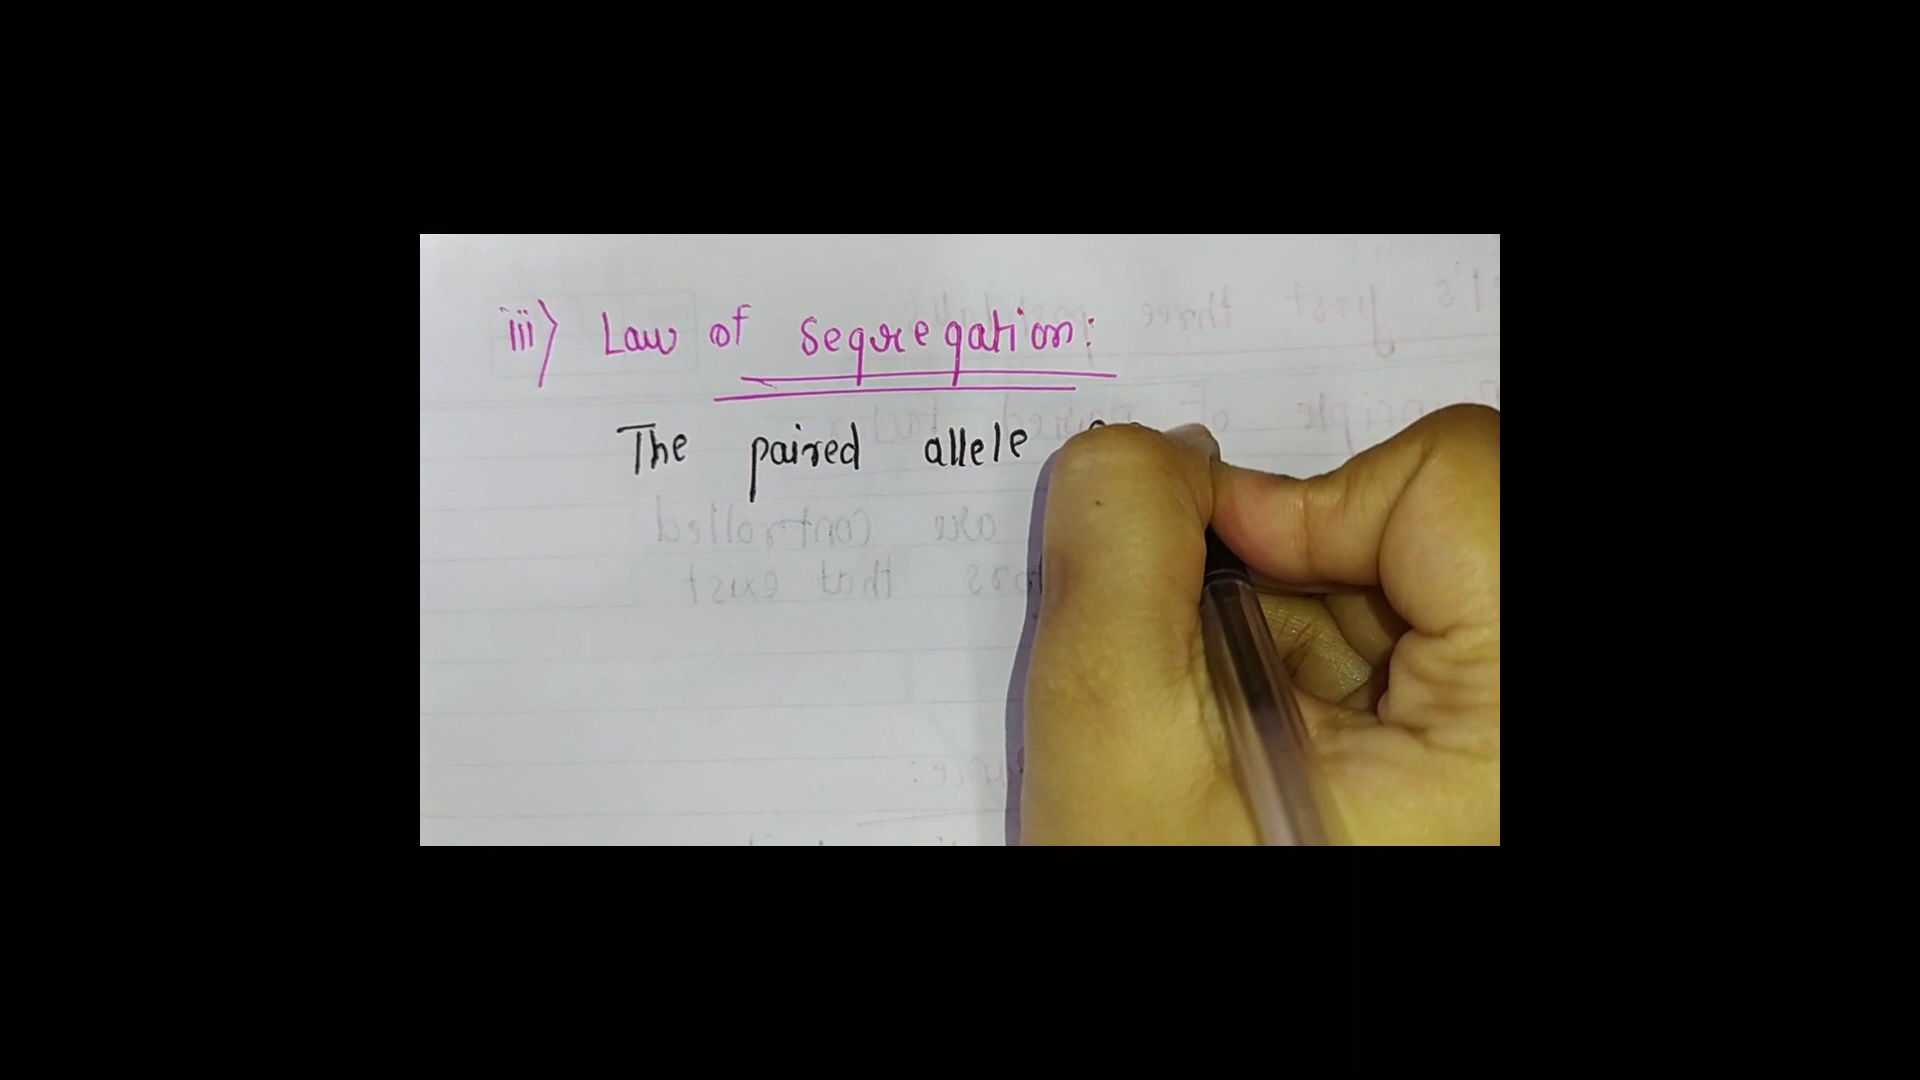 iii) Law of segregation:
The paired allele